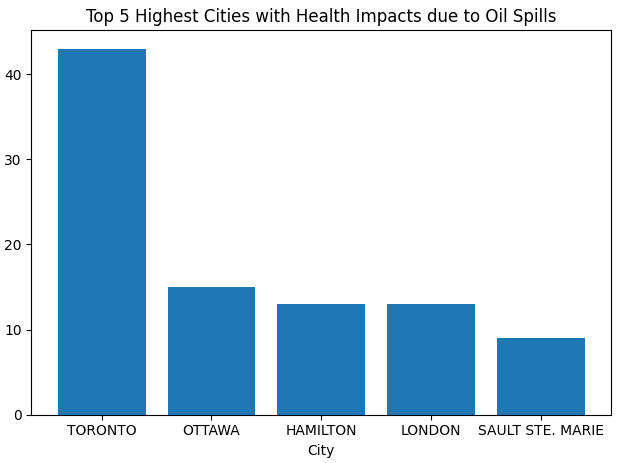 Top 5 Highest Cities with Health Impacts due to Oil Spills
40
30
20
10
0
TORONTO OTTAWA HAMILTON LONDON SAULT STE. MARIE
City